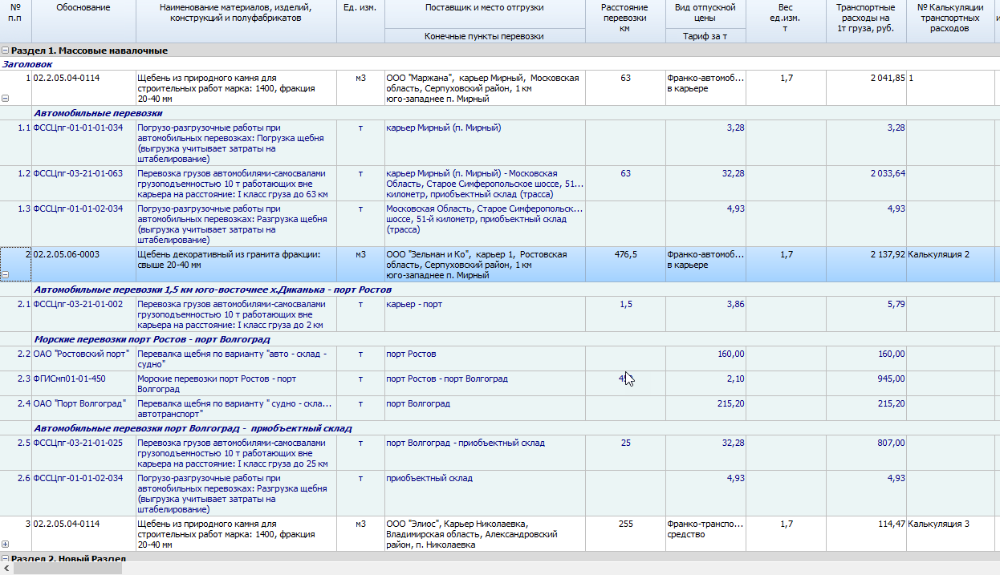 № п.п | Обоснование | Наименование материалов, изделий, конструкций и полуфабрикатов | Ед. изм. | Поставщик и место отгрузки | Расстояние перевозки км | Вид отпускной цены | Вес ед.изм. т | Транспортные расходы на 1т груза, руб. | № Калькуляции транспортных расходов
Конечные пункты перевозки | Тариф за т
Раздел 1. Массовые навалочные
Заголовок
1 | 02.2.05.04-0114 | Щебень из природного камня для | м3 | ООО "Маржана", карьер Мирный, Московская | 63 | Франко-автомоб... | 1,7 | 2 041,85 | 1
строительных работ марка: 1400, фракция | область, Серпуховский район, 1 км | в карьере
20-40 мм | юго-западнее п. Мирный
Автомобильные перевозки
1.1 | ФССЦпг-01-01-01-034 | Погрузо-разгрузочные работы при | т | карьер Мирный (п. Мирный) | 3,28 | 3,28
автомобильных перевозках: Погрузка щебня
(выгрузка учитывает затраты на
штабелирование)
1.2 | ФССЦпг-03-21-01-063 | Перевозка грузов автомобилями-самосвалами | т | карьер Мирный (п. Мирный) - Московская | 63 | 32,28 | 2 033,64
грузоподъемностью 10 т работающих вне | Область, Старое Симферопольское шоссе, 51...
карьера на расстояние: I класс груза до 63 км | километр, приобъектный склад (трасса)
1.3 | ФССЦпг-01-01-02-034 | Погрузо-разгрузочные работы при | т | Московская Область, Старое Симферопольск... | 4,93 | 4,93
автомобильных перевозках: Разгрузка щебня | шоссе, 51-й километр, приобъектный склад
(выгрузка учитывает затраты на | (трасса)
штабелирование)
2 | 02.2.05.06-0003 | Щебень декоративный из гранита фракции: | м3 | ООО "Зельман и Ко", карьер 1, Ростовская | 476,5 | Франко-автомоб... | 1,7 | 2 137,92 | Калькуляция 2
свыше 20-40 мм | область, Серпуховский район, 1 км | в карьере
юго-западнее п. Мирный
Автомобильные перевозки 1,5 км юго-восточнее х.Диканька - порт Ростов
2.1 | ФССЦпг-03-21-01-002 | Перевозка грузов автомобилями-самосвалами | т | карьер - порт | 1,5 | 3,86 | 5,79
грузоподъемностью 10 т работающих вне
карьера на расстояние: I класс груза до 2 км
Морские перевозки порт Ростов - порт Волгоград
2.2 | ОАО "Ростовский порт" | Перевалка щебня по варианту "авто - склад - | т | порт Ростов | 160,00 | 160,00
судно"
2.3 | ФГИСмп01-01-450 | Морские перевозки порт Ростов - порт | т | порт Ростов - порт Волгоград | 2,10 | 945,00
Волгоград
2.4 | ОАО "Порт Волгоград" | Перевалка щебня по варианту " судно - скла... | т | порт Волгоград | 215,20 | 215,20
автотранспорт"
Автомобильные перевозки порт Волгоград - приобъектный склад
2.5 | ФССЦпг-03-21-01-025 | Перевозка грузов автомобилями-самосвалами | т | порт Волгоград - приобъектный склад | 25 | 32,28 | 807,00
грузоподъемностью 10 т работающих вне
карьера на расстояние: I класс груза до 25 км
2.6 | ФССЦпг-01-01-02-034 | Погрузо-разгрузочные работы при | т | приобъектный склад | 4,93 | 4,93
автомобильных перевозках: Разгрузка щебня
(выгрузка учитывает затраты на
штабелирование)
3 | 02.2.05.04-0114 | Щебень из природного камня для | м3 | ООО "Элиос", Карьер Николаевка, | 255 | Франко-транспо... | 1,7 | 114,47 | Калькуляция 3
строительных работ марка: 1400, фракция | Владимирская область, Александровский | средство
20-40 мм | район, п. Николаевка
Раздел 2. Новый Раздел